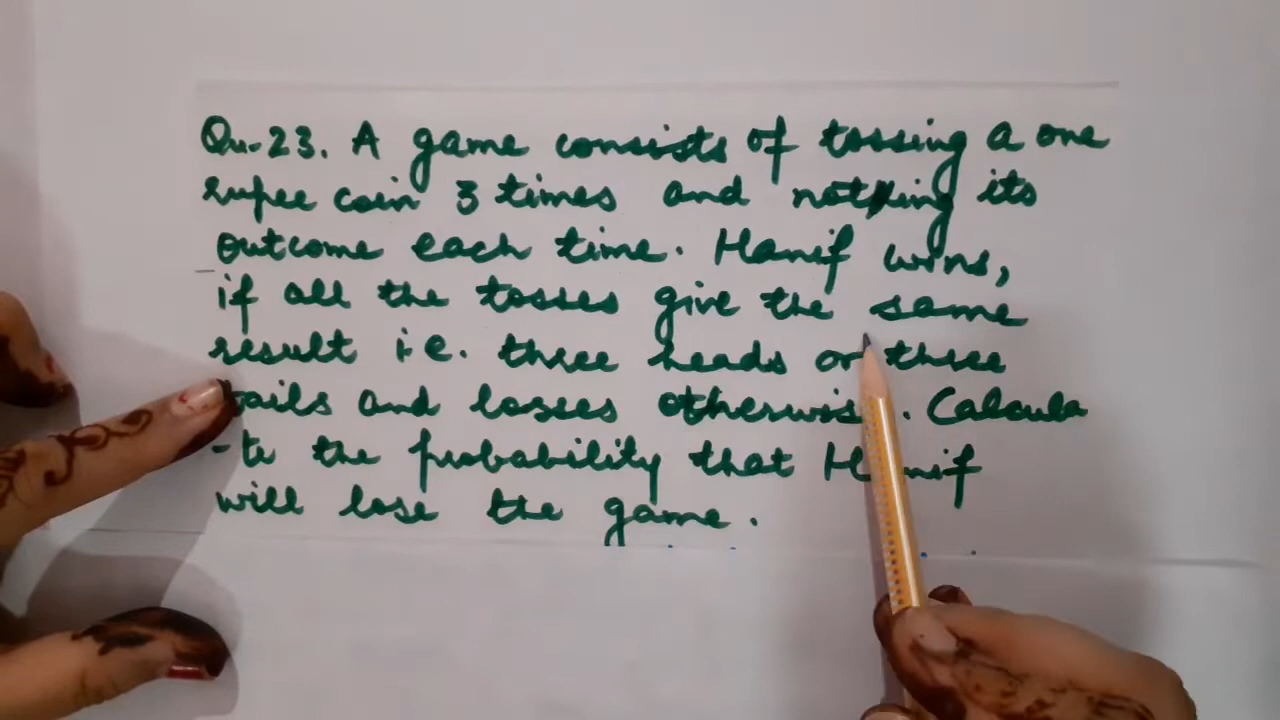 Qu-23. A game consists of tossing a one
rupee coin 3 times and nothing its
outcome each time. Hanif wins,
if all the tosses give the same
result i.e. three heads or three
tails and losses otherwis. Calcula
-te the probability that Hanif
will lose the game.